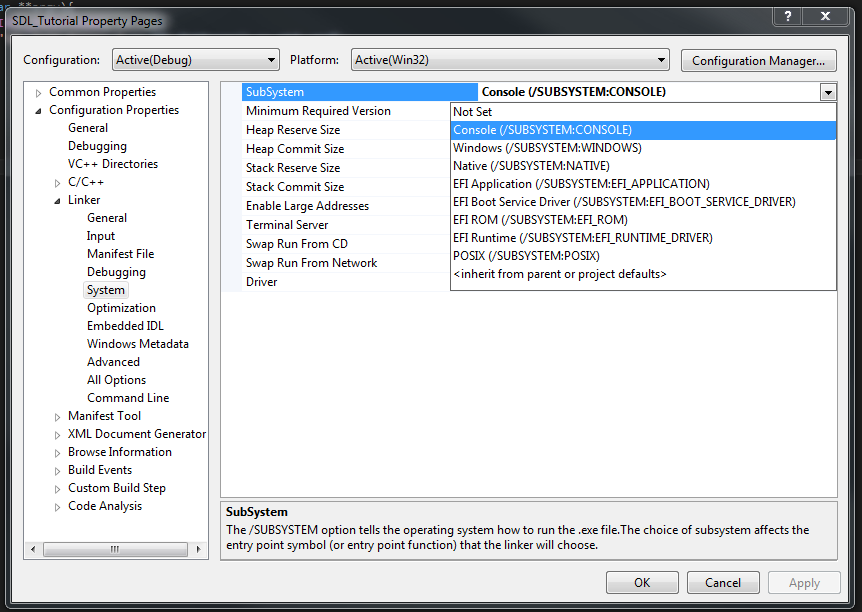 SDL_Tutorial Property Pages
Configuration: Active(Debug) Platform: Active(Win32) Configuration Manager...
Common Properties
Configuration Properties
General
Debugging
VC++ Directories
C/C++
Linker
General
Input
Manifest File
Debugging
System
Optimization
Embedded IDL
Windows Metadata
Advanced
All Options
Command Line
Manifest Tool
XML Document Generator
Browse Information
Build Events
Custom Build Step
Code Analysis
SubSystem Console (/SUBSYSTEM:CONSOLE)
Minimum Required Version
Heap Reserve Size
Heap Commit Size
Stack Reserve Size
Stack Commit Size
Enable Large Addresses
Terminal Server
Swap Run From CD
Swap Run From Network
Driver
Not Set
Console (/SUBSYSTEM:CONSOLE)
Windows (/SUBSYSTEM:WINDOWS)
Native (/SUBSYSTEM:NATIVE)
EFI Application (/SUBSYSTEM:EFI_APPLICATION)
EFI Boot Service Driver (/SUBSYSTEM:EFI_BOOT_SERVICE_DRIVER)
EFI ROM (/SUBSYSTEM:EFI_ROM)
EFI Runtime (/SUBSYSTEM:EFI_RUNTIME_DRIVER)
POSIX (/SUBSYSTEM:POSIX)
<inherit from parent or project defaults>
SubSystem
The /SUBSYSTEM option tells the operating system how to run the .exe file.The choice of subsystem affects the
entry point symbol (or entry point function) that the linker will choose.
OK Cancel Apply